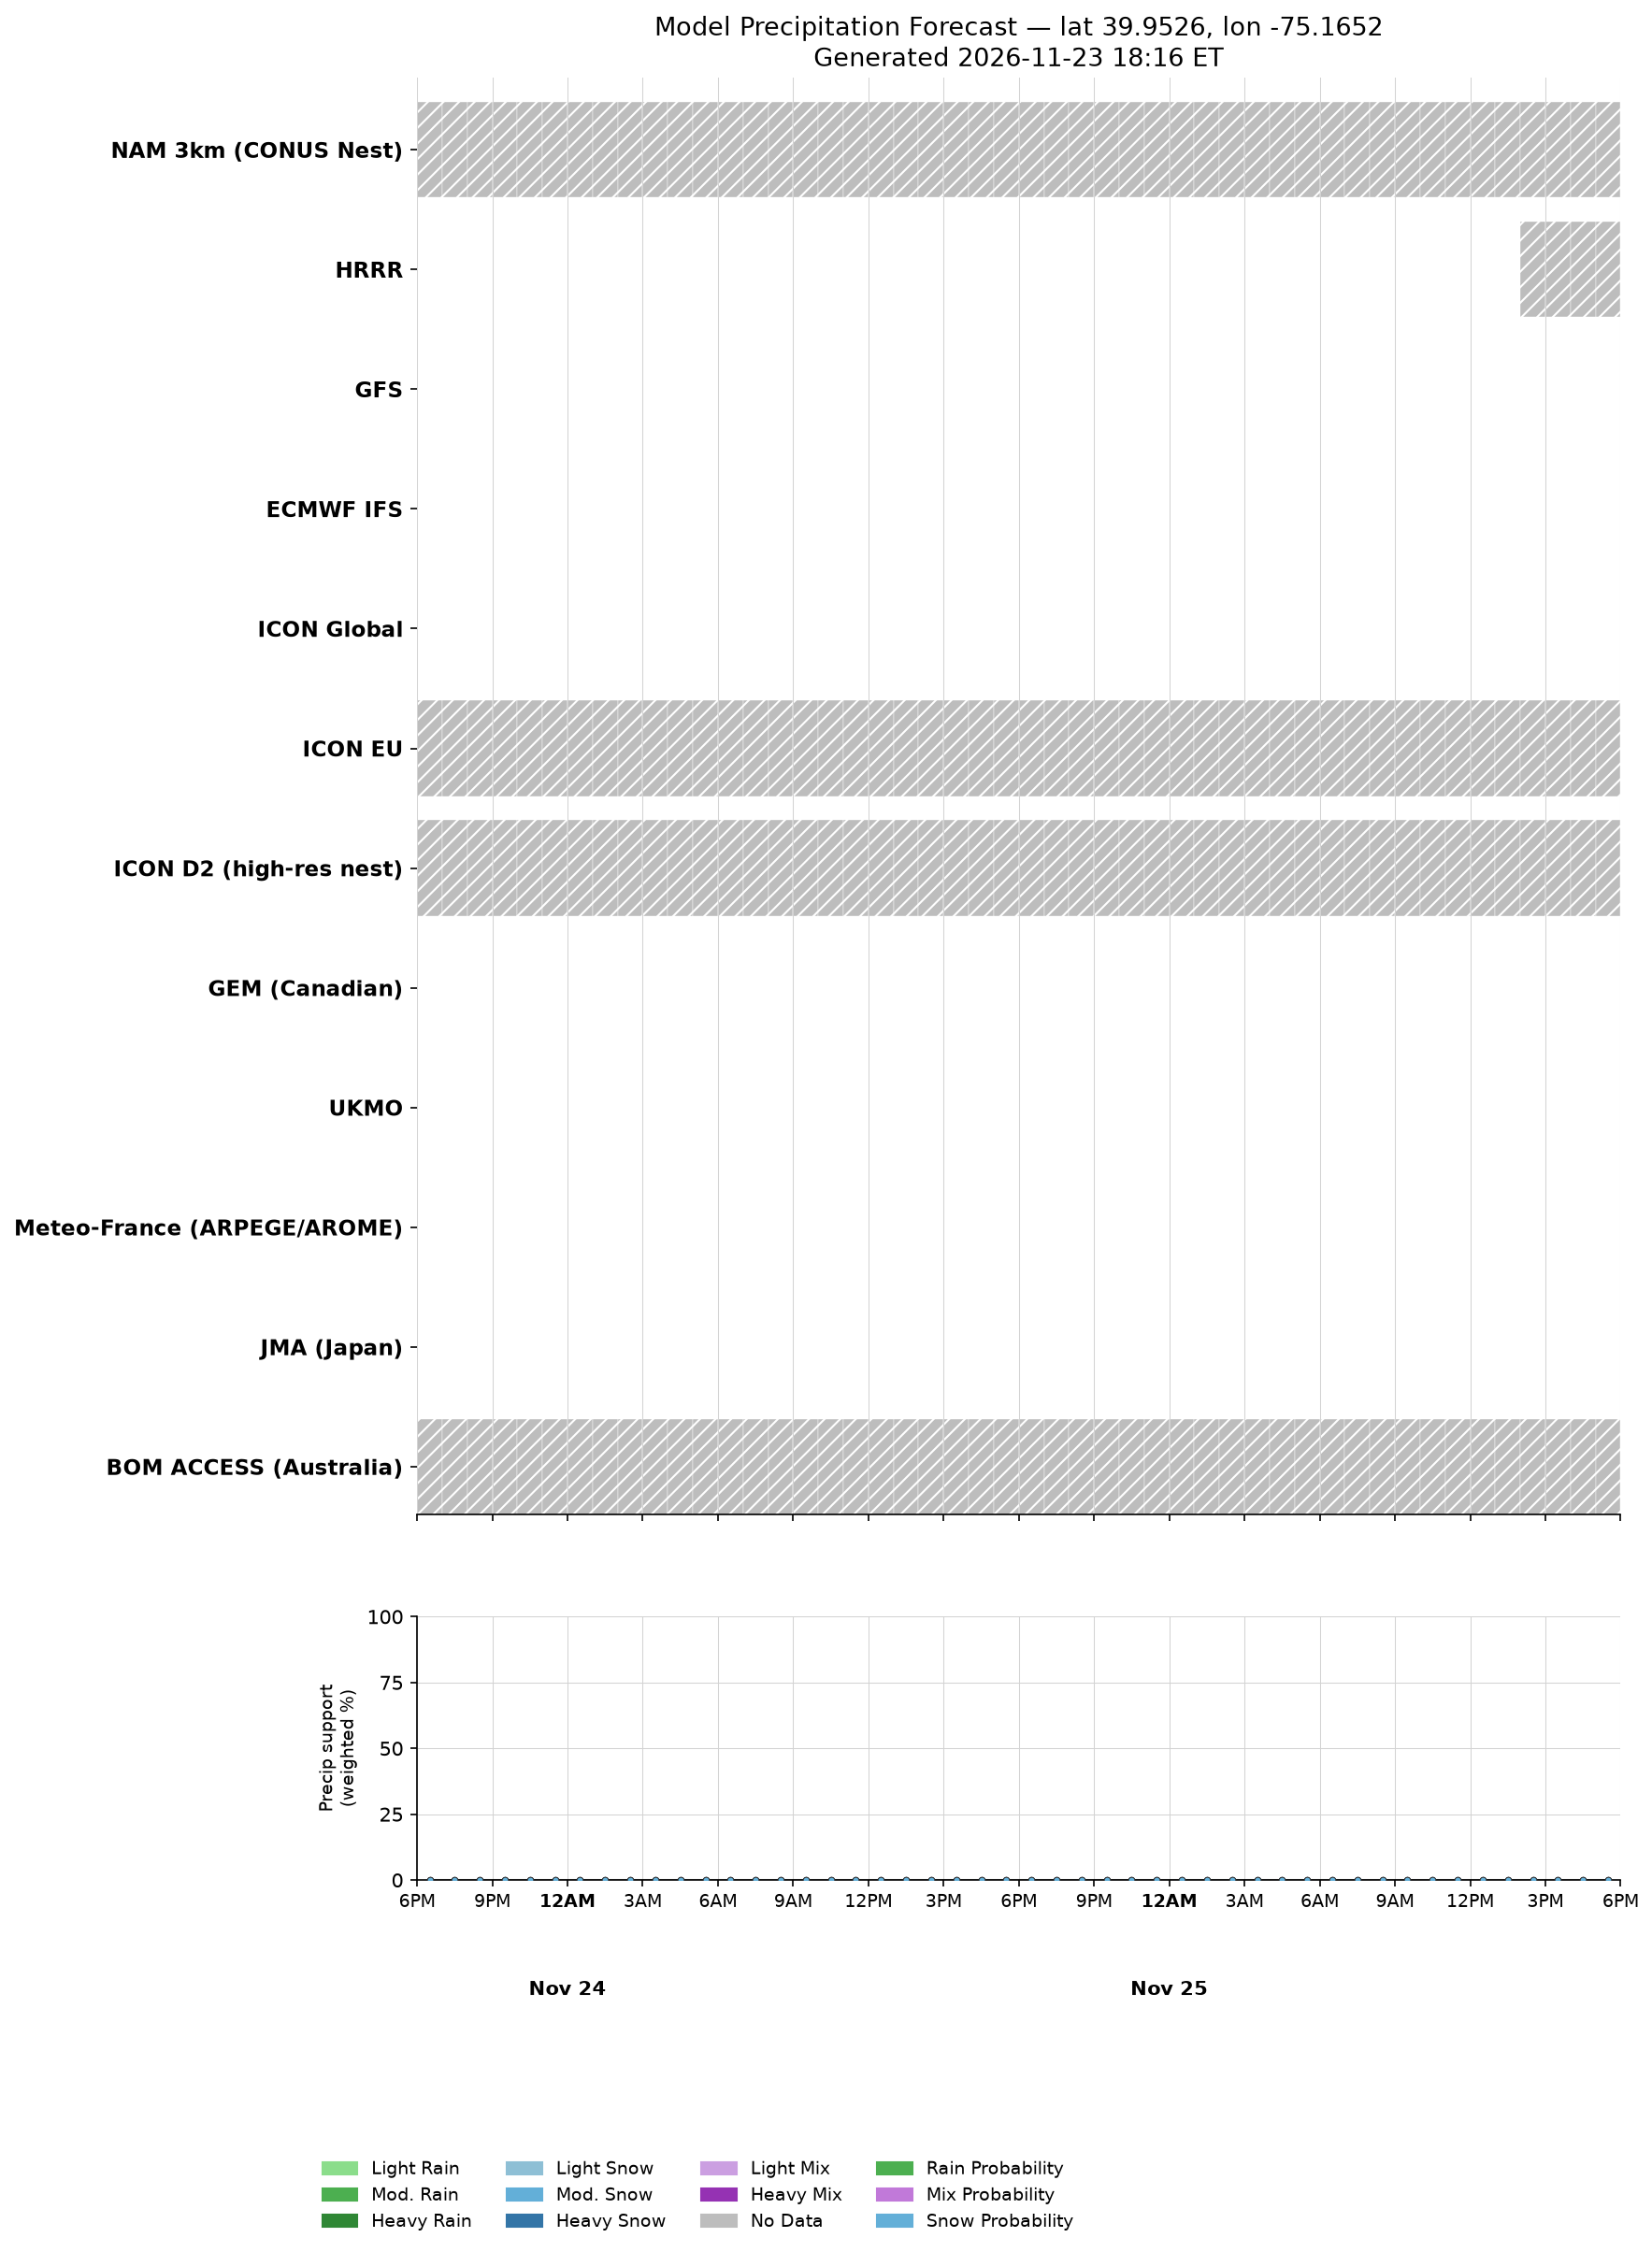 Model Precipitation Forecast — lat 39.9526, lon -75.1652
Generated 2026-11-23 18:16 ET
NAM 3km (CONUS Nest)
HRRR
GFS
ECMWF IFS
ICON Global
ICON EU
ICON D2 (high-res nest)
GEM (Canadian)
UKMO
Meteo-France (ARPEGE/AROME)
JMA (Japan)
BOM ACCESS (Australia)
Precip support
(weighted %)
100
75
50
25
0
6PM 9PM 12AM 3AM 6AM 9AM 12PM 3PM 6PM 9PM 12AM 3AM 6AM 9AM 12PM 3PM 6PM
Nov 24 Nov 25
Light Rain Light Snow Light Mix Rain Probability
Mod. Rain Mod. Snow Heavy Mix Mix Probability
Heavy Rain Heavy Snow No Data Snow Probability